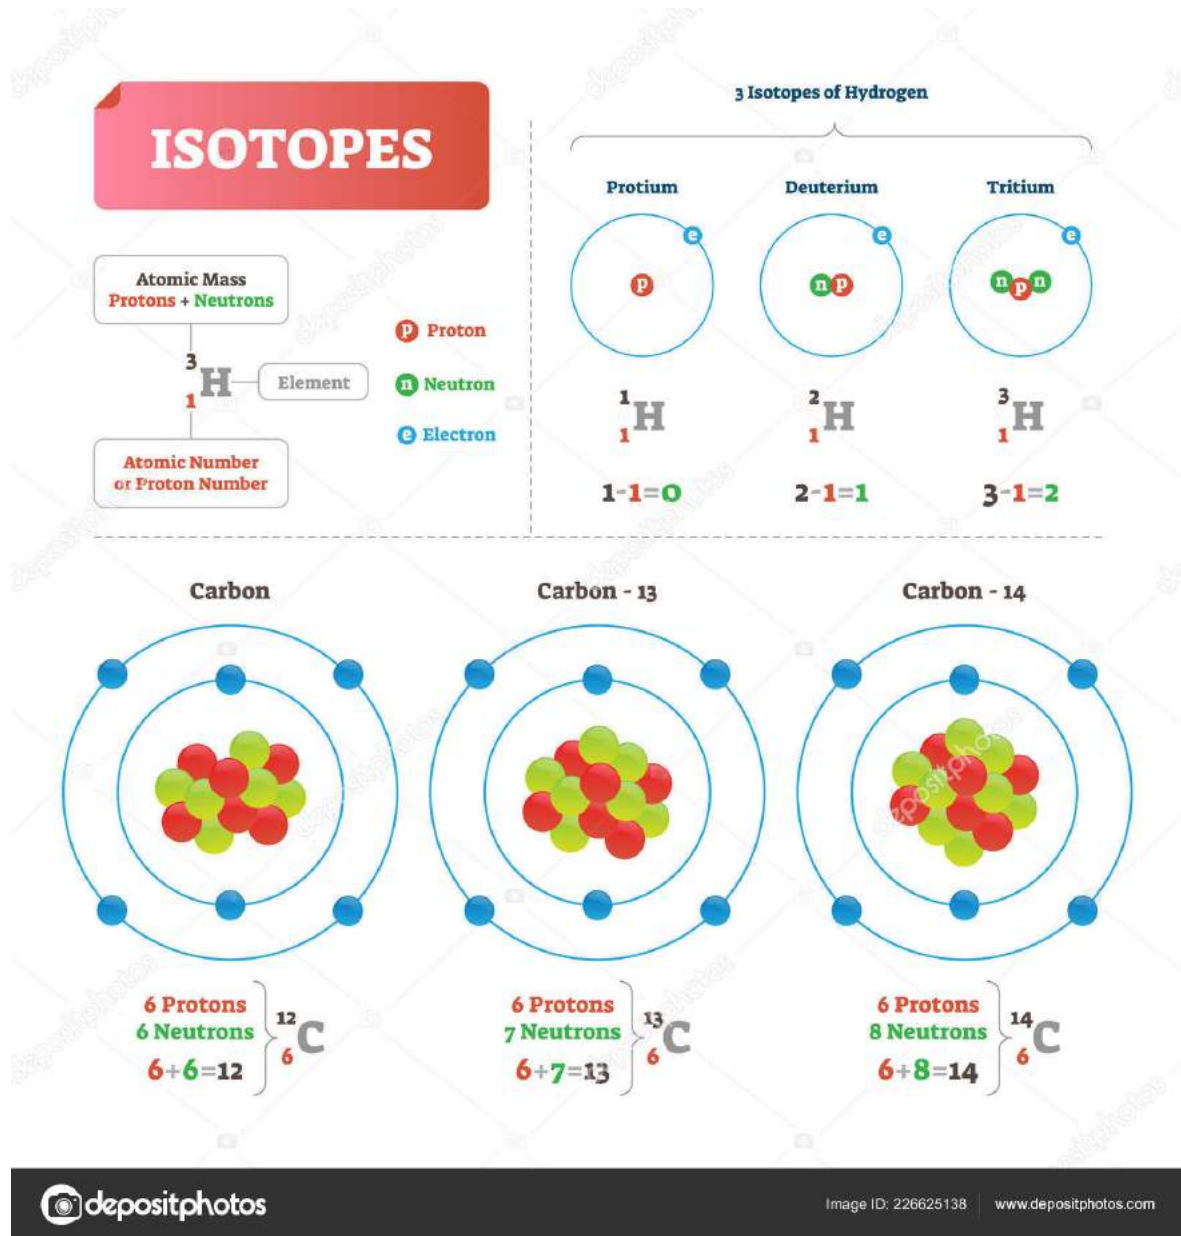 ISOTOPES
Atomic Mass
Protons + Neutrons
3
H
1
Element
Atomic Number
or Proton Number
p Proton
n Neutron
e Electron
3 Isotopes of Hydrogen
Protium
e
p
1
H
1
1-1=0
Deuterium
e
n p
2
H
1
2-1=1
Tritium
e
n p n
3
H
1
3-1=2
Carbon
6 Protons
6 Neutrons
6+6=12
12
C
6
Carbon - 13
6 Protons
7 Neutrons
6+7=13
13
C
6
Carbon - 14
depositphotos
6 Protons
8 Neutrons
6+8=14
14
C
6
depositphotos
Image ID: 226625138
www.depositphotos.com